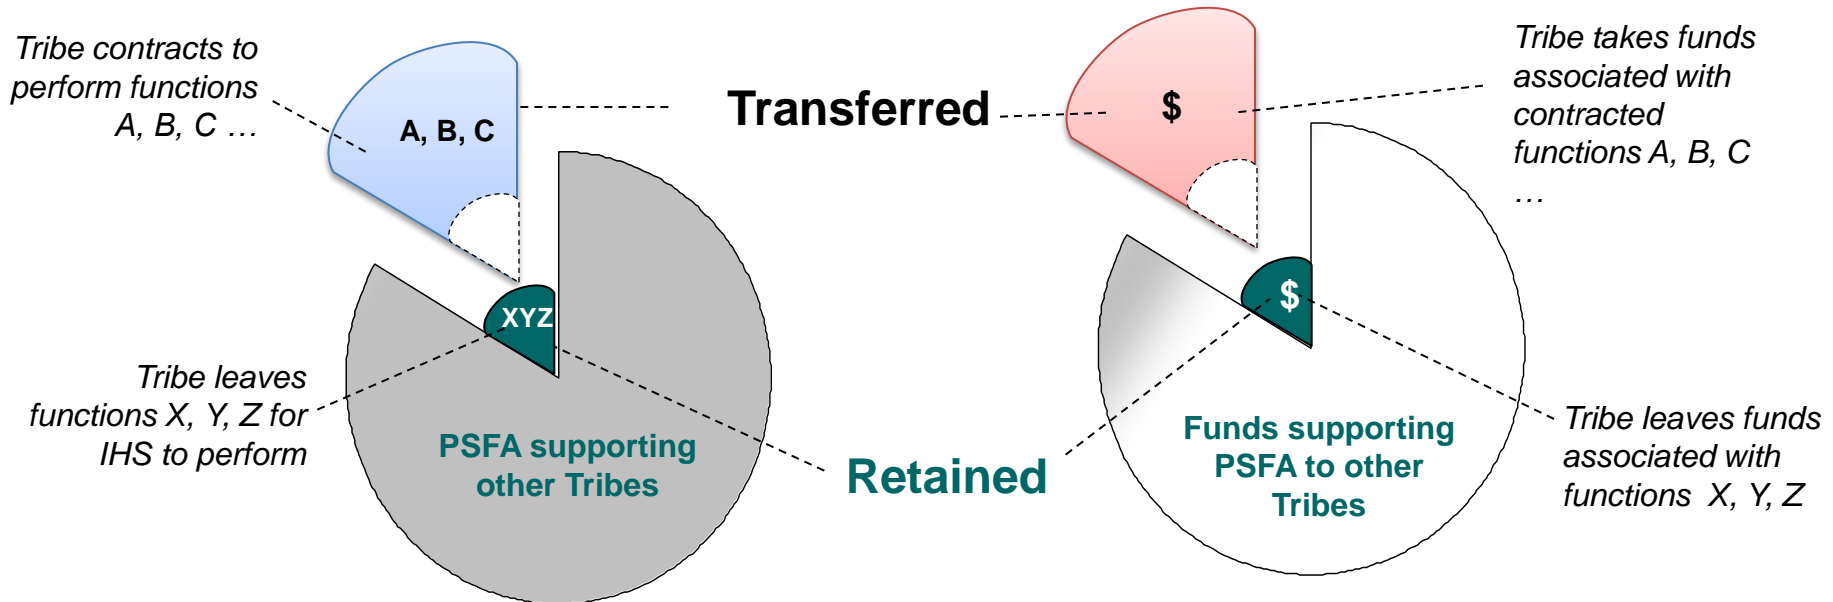 Tribe contracts to
perform functions
A, B, C …
A, B, C
Transferred
$
Tribe takes funds
associated with
contracted
functions A, B, C
…
XYZ
$
Tribe leaves
functions X, Y, Z for
IHS to perform
PSFA supporting
other Tribes
Retained
Funds supporting
PSFA to other
Tribes
Tribe leaves funds
associated with
functions X, Y, Z